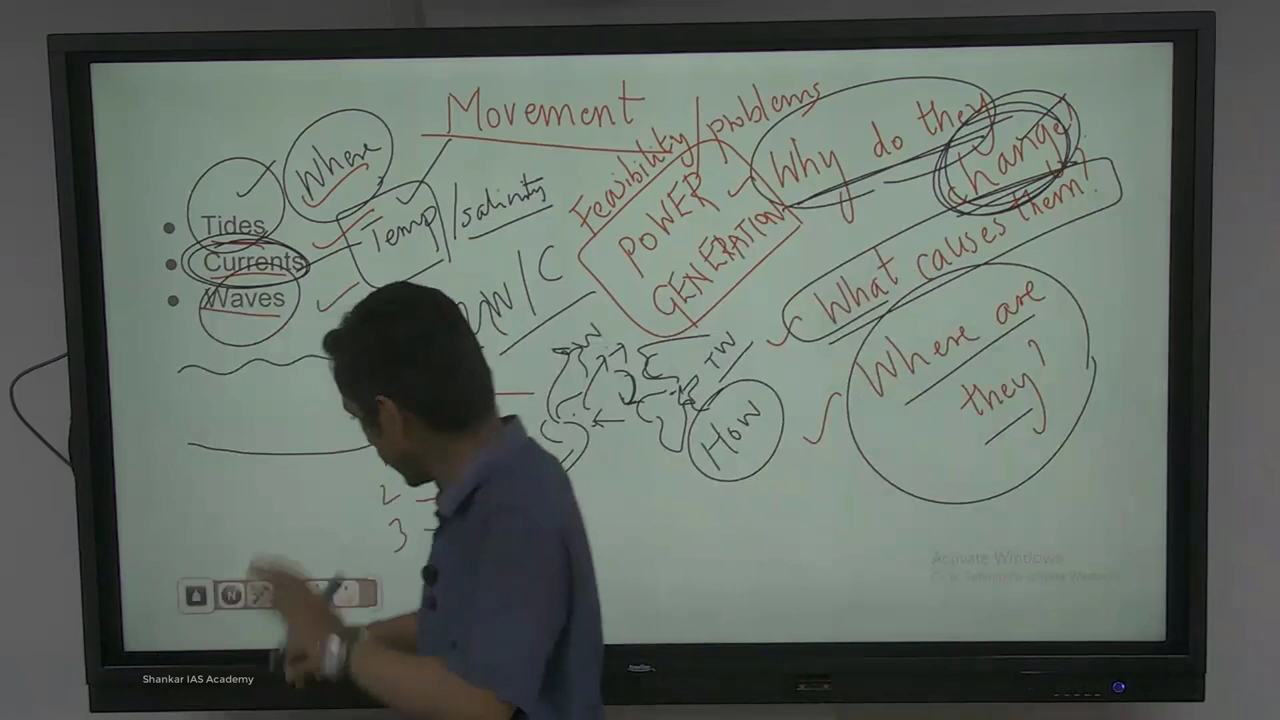 Movement
Where
Tides
Currents
Waves
Temp/salinity
W/C
Feasibility/problems
POWER
GENERATION
Why do they
change?
What causes them?
Where are
they?
TW
How
2
3
Activate Windows
Shankar IAS Academy